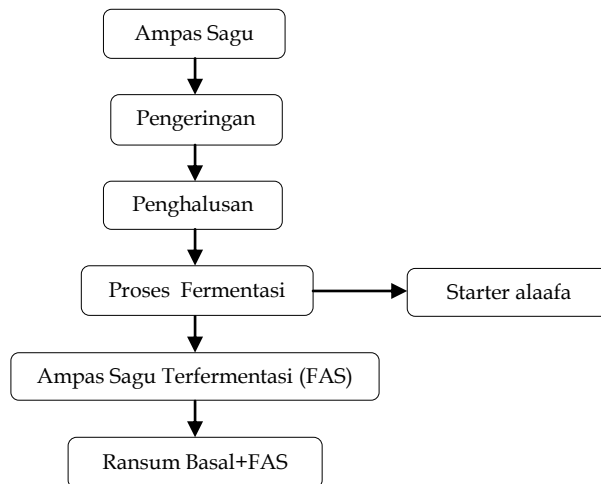 Ampas Sagu
Pengeringan
Penghalusan
Proses Fermentasi
Starter alaafa
Ampas Sagu Terfermentasi (FAS)
Ransum Basal+FAS